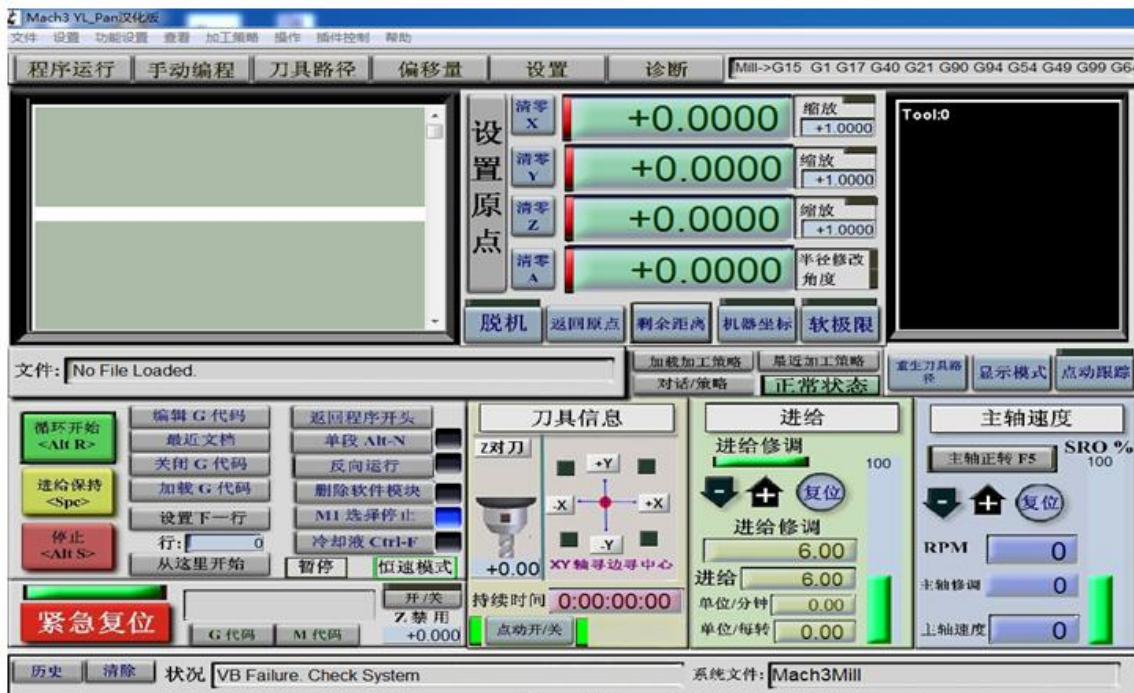 Mach3 YL_Pan汉化版
文件 设置 功能设置 查看 加工策略 操作 插件控制 帮助
程序运行 手动编程 刀具路径 偏移量 设置 诊断 Mill->G15 G1 G17 G40 G21 G90 G94 G54 G49 G99 G64
设置原点
清零 X +0.0000 缩放 +1.0000
清零 Y +0.0000 缩放 +1.0000
清零 Z +0.0000 缩放 +1.0000
清零 A +0.0000 半径修改 角度
Tool:0
脱机 返回原点 剩余距离 机器坐标 软极限
文件: No File Loaded.
加载加工策略 最近加工策略
对话/策略 正常状态
重生刀具路径 显示模式 点动跟踪
循环开始 <Alt R>
进给保持 <Spc>
停止 <Alt S>
编辑 G 代码
最近文档
关闭 G 代码
加载 G 代码
设置下一行
行: 0
从这里开始
返回程序开头
单段 Alt-N
反向运行
删除软件模块
M1 选择停止
冷却液 Ctrl-F
暂停 恒速模式
紧急复位
G 代码 M 代码
开/关
Z 禁用
+0.000
刀具信息
Z对刀
+Y
-X +X
-Y
+0.00 XY轴寻边寻中心
持续时间 0:00:00:00
点动开/关
进给
进给修调
100
复位
进给修调
6.00
进给 6.00
单位/分钟 0.00
单位/每转 0.00
主轴速度
主轴正转 F5 SRO %
100
复位
RPM 0
主轴修调 0
主轴速度 0
历史 清除 状况 VB Failure. Check System 系统文件: Mach3Mill